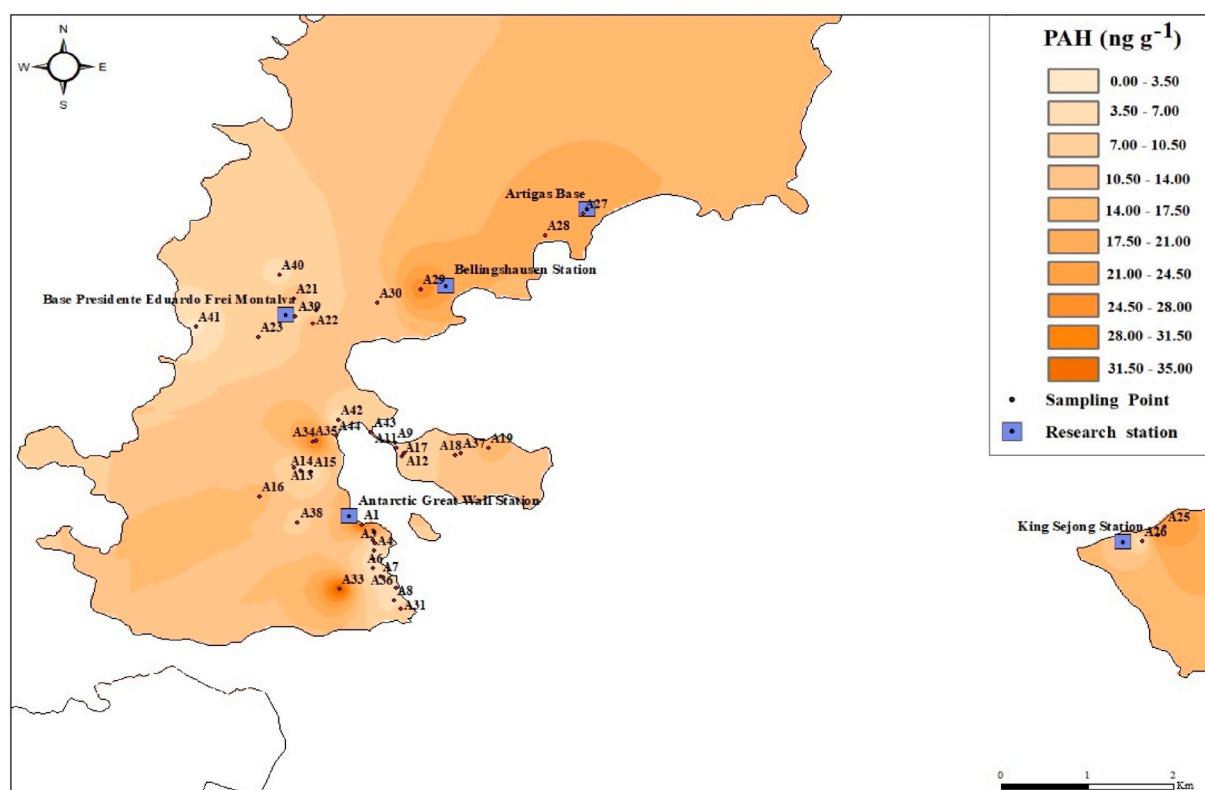 N
W E
S
PAH (ng g-1)
0.00 - 3.50
3.50 - 7.00
7.00 - 10.50
10.50 - 14.00
14.00 - 17.50
17.50 - 21.00
21.00 - 24.50
24.50 - 28.00
28.00 - 31.50
31.50 - 35.00
Sampling Point
Research station
Artigas Base
A27
A28
Bellingshausen Station
A29
A30
A40
A21
Base Presidente Eduardo Frei Montalva
A39
A41
A22
A23
A42
A43
A34
A35
A44
A9
A11
A17
A12
A18
A37
A19
A14
A15
A13
A16
Antarctic Great Wall Station
A38
A1
A4
A6
A7
A36
A33
A8
A31
King Sejong Station
A25
A26
0 1 2
Km